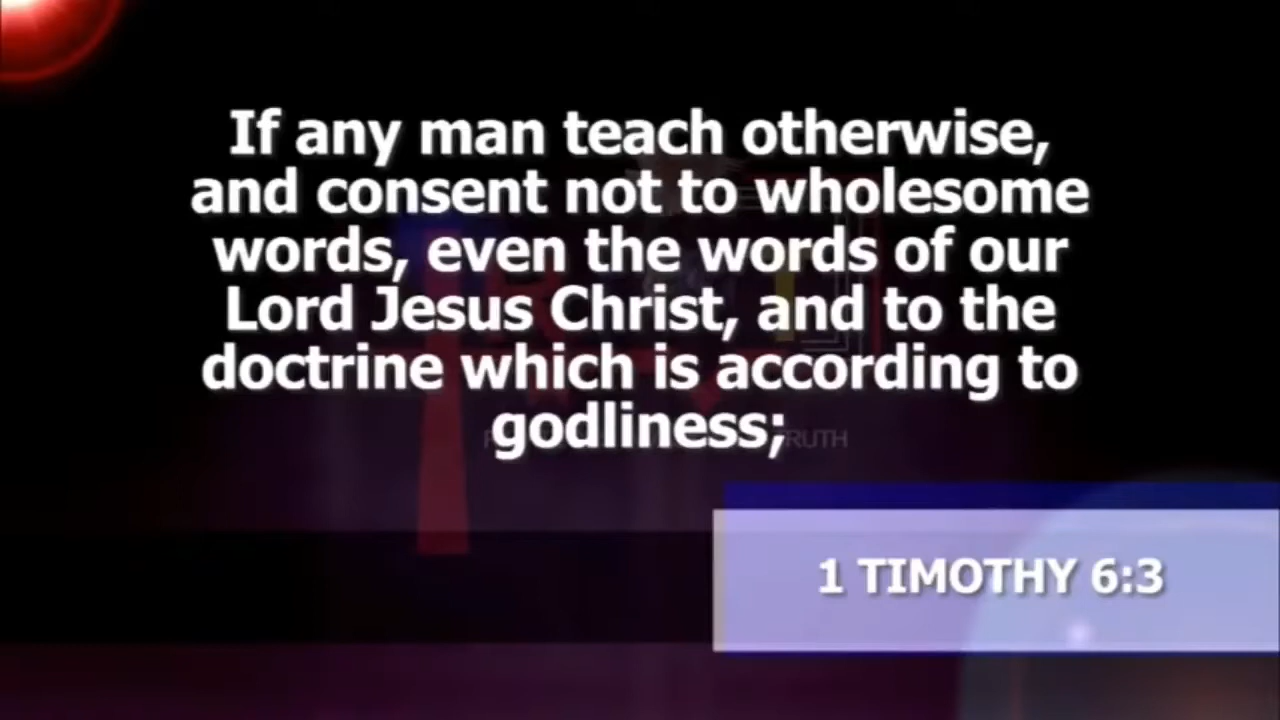 If any man teach otherwise,
and consent not to wholesome
words, even the words of our
Lord Jesus Christ, and to the
doctrine which is according to
godliness;
RUTH
1 TIMOTHY 6:3